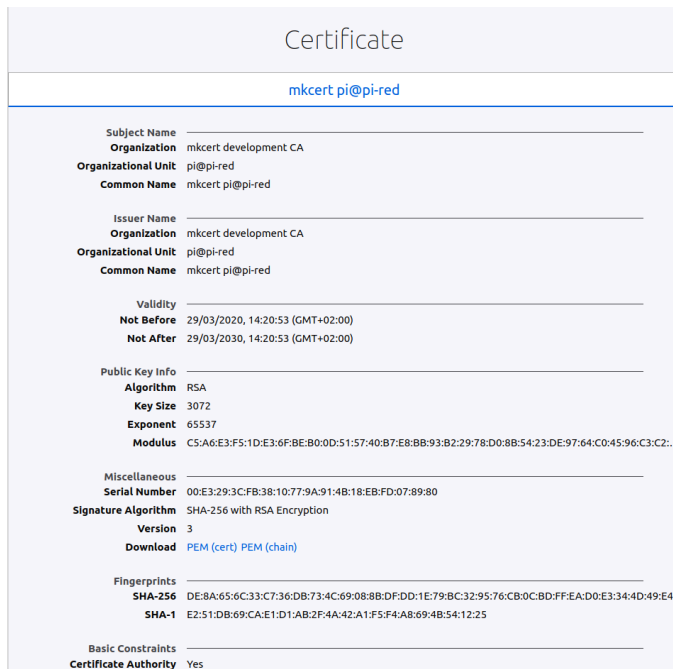 Certificate
mkcert pi@pi-red
Subject Name
Organization mkcert development CA
Organizational Unit pi@pi-red
Common Name mkcert pi@pi-red
Issuer Name
Organization mkcert development CA
Organizational Unit pi@pi-red
Common Name mkcert pi@pi-red
Validity
Not Before 29/03/2020, 14:20:53 (GMT+02:00)
Not After 29/03/2030, 14:20:53 (GMT+02:00)
Public Key Info
Algorithm RSA
Key Size 3072
Exponent 65537
Modulus C5:A6:E3:F5:1D:E3:6F:BE:B0:0D:51:57:40:B7:E8:BB:93:B2:29:78:D0:8B:54:23:DE:97:64:C0:45:96:C3:C2:...
Miscellaneous
Serial Number 00:E3:29:3C:FB:38:10:77:9A:91:4B:18:EB:FD:07:89:80
Signature Algorithm SHA-256 with RSA Encryption
Version 3
Download PEM (cert) PEM (chain)
Fingerprints
SHA-256 DE:8A:65:6C:33:C7:36:DB:73:4C:69:08:8B:DF:DD:1E:79:BC:32:95:76:CB:0C:BD:FF:EA:D0:E3:34:4D:49:E4
SHA-1 E2:51:DB:69:CA:E1:D1:AB:2F:4A:42:A1:F5:F4:A8:69:4B:54:12:25
Basic Constraints
Certificate Authority Yes